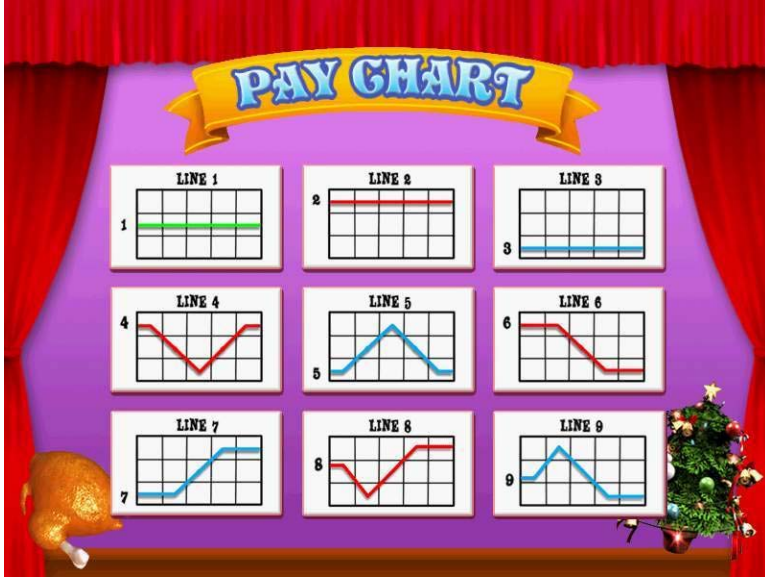 PAY CHART
LINE 1
1
LINE 2
2
LINE 3
3
LINE 4
4
LINE 5
5
LINE 6
6
LINE 7
7
LINE 8
8
LINE 9
9